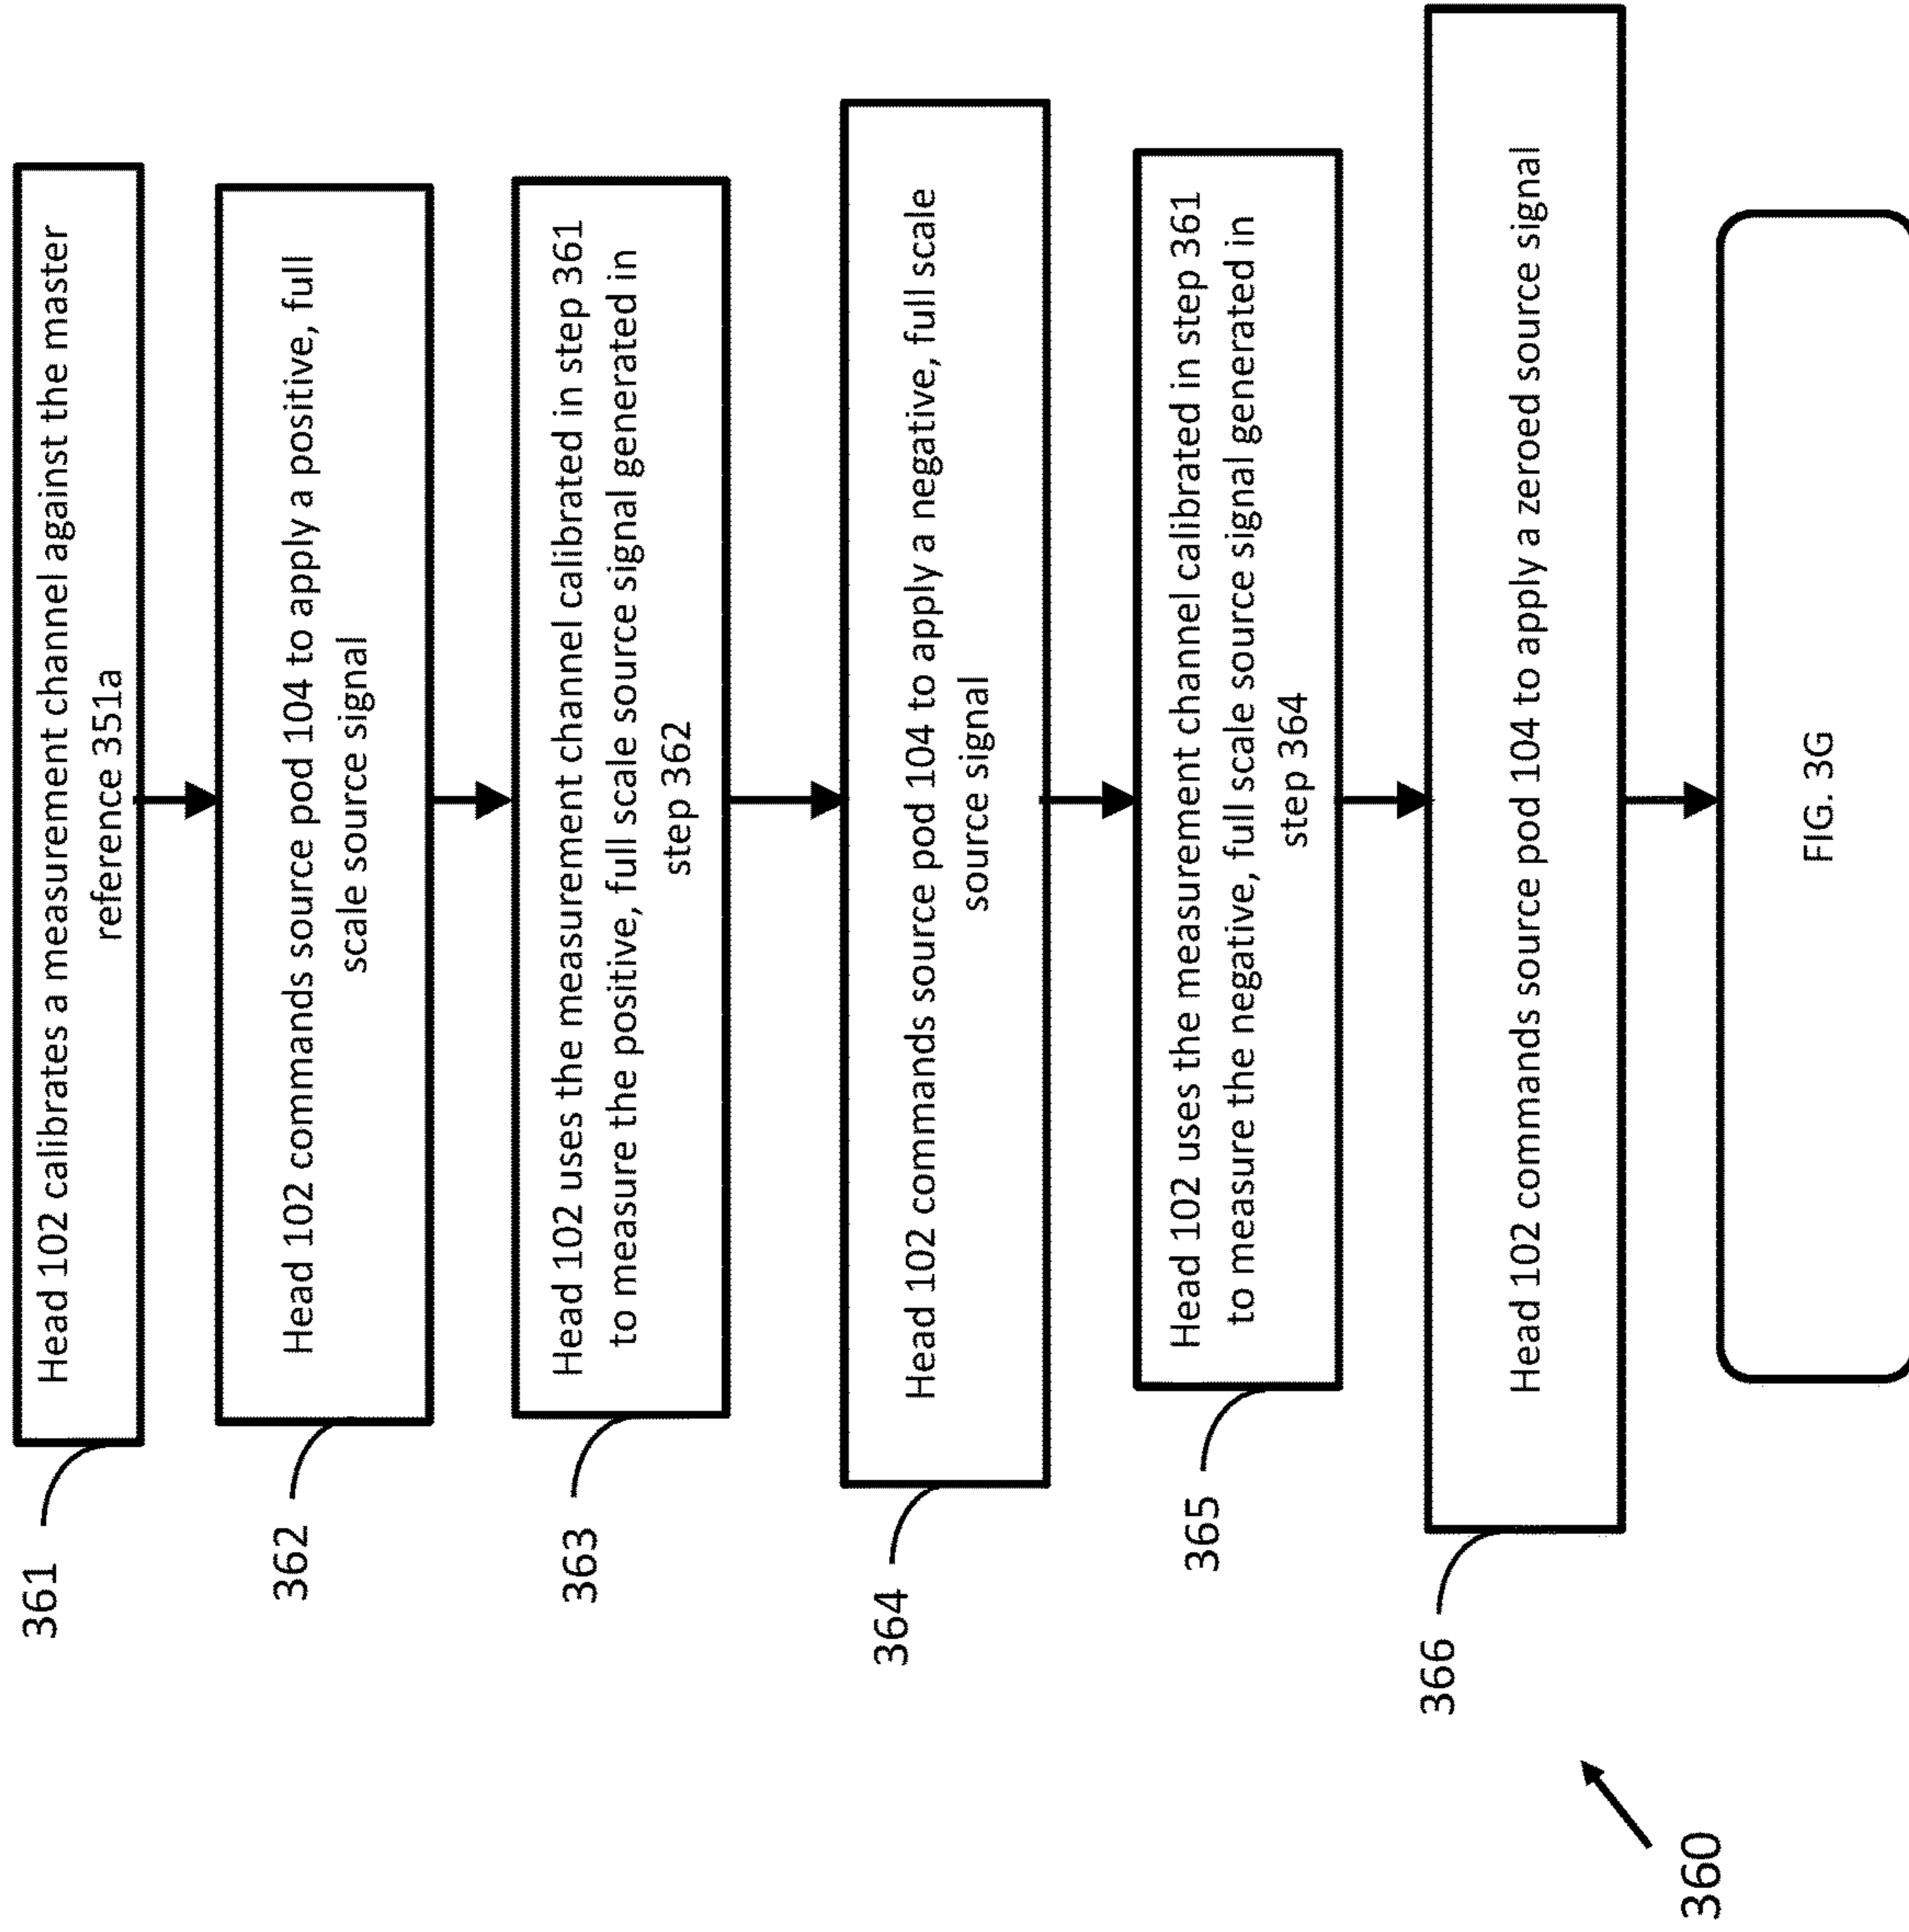 361
Head 102 calibrates a measurement channel against the master
reference 351a
362
Head 102 commands source pod 104 to apply a positive, full
scale source signal
363
Head 102 uses the measurement channel calibrated in step 361
to measure the positive, full scale source signal generated in
step 362
364
Head 102 commands source pod 104 to apply a negative, full scale
source signal
365
Head 102 uses the measurement channel calibrated in step 361
to measure the negative, full scale source signal generated in
step 364
366
Head 102 commands source pod 104 to apply a zeroed source signal
360
FIG. 3G